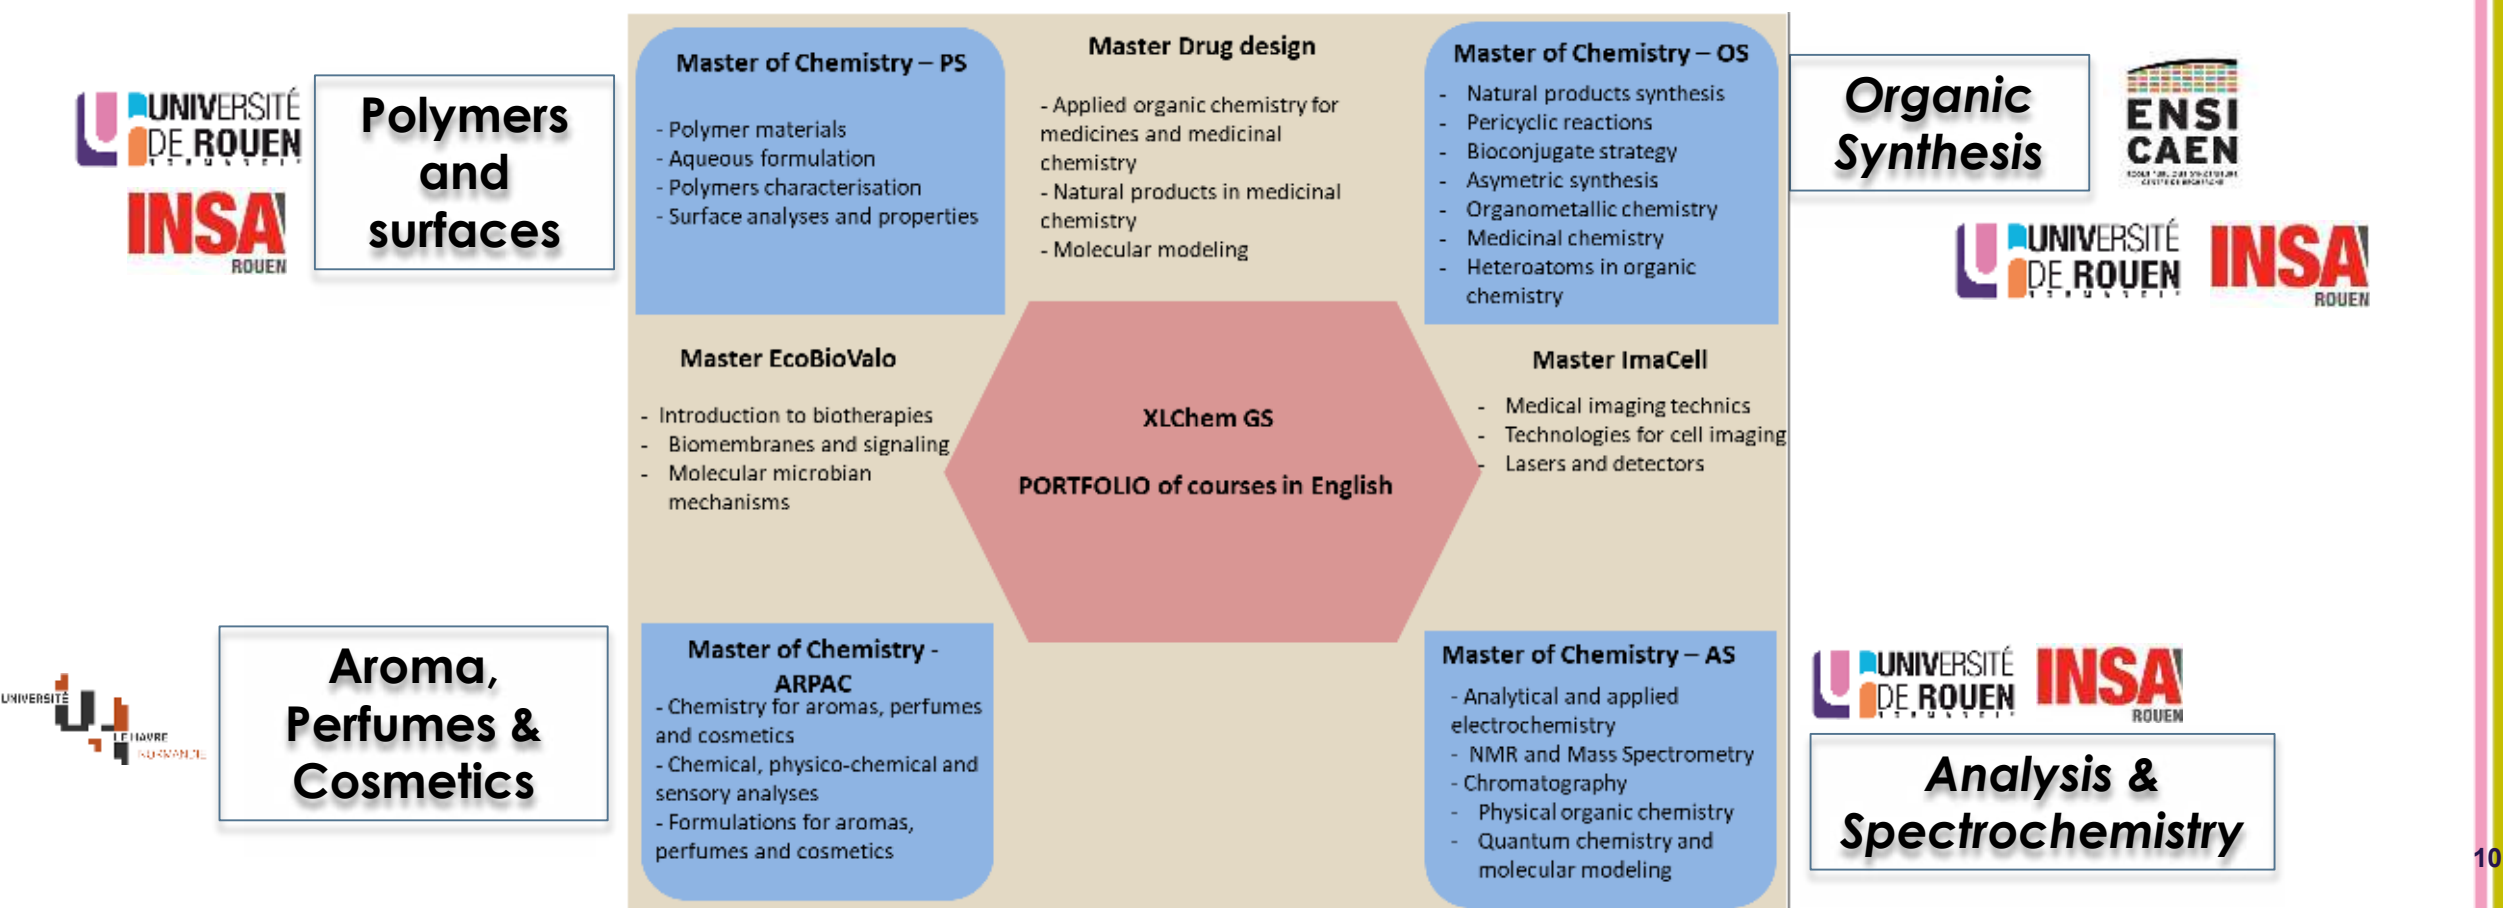 UNIVERSITÉ
DE ROUEN
NORMANDIE
INSA
ROUEN
Polymers
and
surfaces
Master of Chemistry – PS
- Polymer materials
- Aqueous formulation
- Polymers characterisation
- Surface analyses and properties
Master Drug design
- Applied organic chemistry for
medicines and medicinal
chemistry
- Natural products in medicinal
chemistry
- Molecular modeling
Master of Chemistry – OS
- Natural products synthesis
- Pericyclic reactions
- Bioconjugate strategy
- Asymetric synthesis
- Organometallic chemistry
- Medicinal chemistry
- Heteroatoms in organic
chemistry
Organic
Synthesis
ENSI
CAEN
UNIVERSITÉ
DE ROUEN
NORMANDIE
INSA
ROUEN
Master EcoBioValo
- Introduction to biotherapies
- Biomembranes and signaling
- Molecular microbian
mechanisms
XLChem GS
PORTFOLIO of courses in English
Master ImaCell
- Medical imaging technics
- Technologies for cell imaging
- Lasers and detectors
UNIVERSITÉ
LE HAVRE
NORMANDIE
Aroma,
Perfumes &
Cosmetics
Master of Chemistry -
ARPAC
- Chemistry for aromas, perfumes
and cosmetics
- Chemical, physico-chemical and
sensory analyses
- Formulations for aromas,
perfumes and cosmetics
Master of Chemistry – AS
- Analytical and applied
electrochemistry
- NMR and Mass Spectrometry
- Chromatography
- Physical organic chemistry
- Quantum chemistry and
molecular modeling
UNIVERSITÉ
DE ROUEN
NORMANDIE
INSA
ROUEN
Analysis &
Spectrochemistry
10